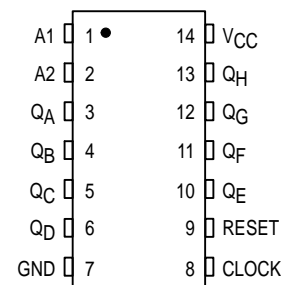 A1 1 14 VCC
A2 2 13 QH
QA 3 12 QG
QB 4 11 QF
QC 5 10 QE
QD 6 9 RESET
GND 7 8 CLOCK